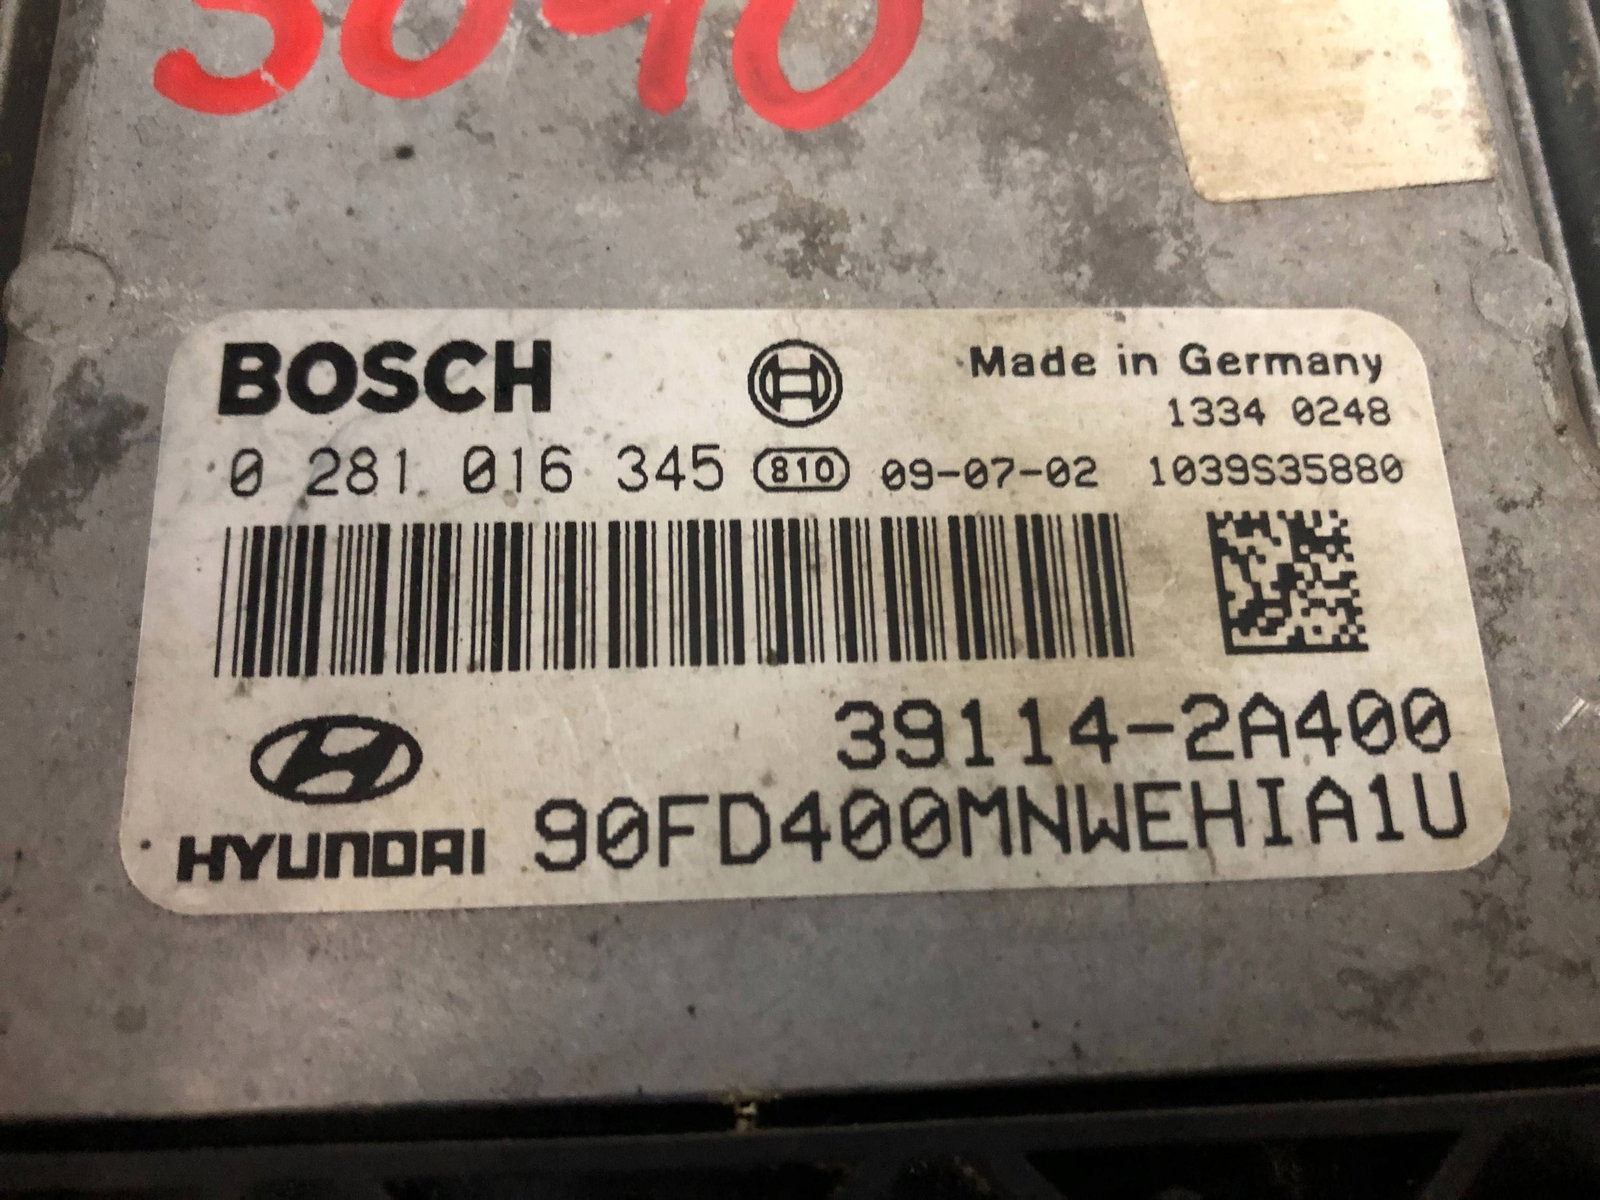 BOSCH
Made in Germany
1334 0248
0 281 016 345 810 09-07-02 1039S35880
39114-2A400
HYUNDAI 90FD400MNWEHIA1U